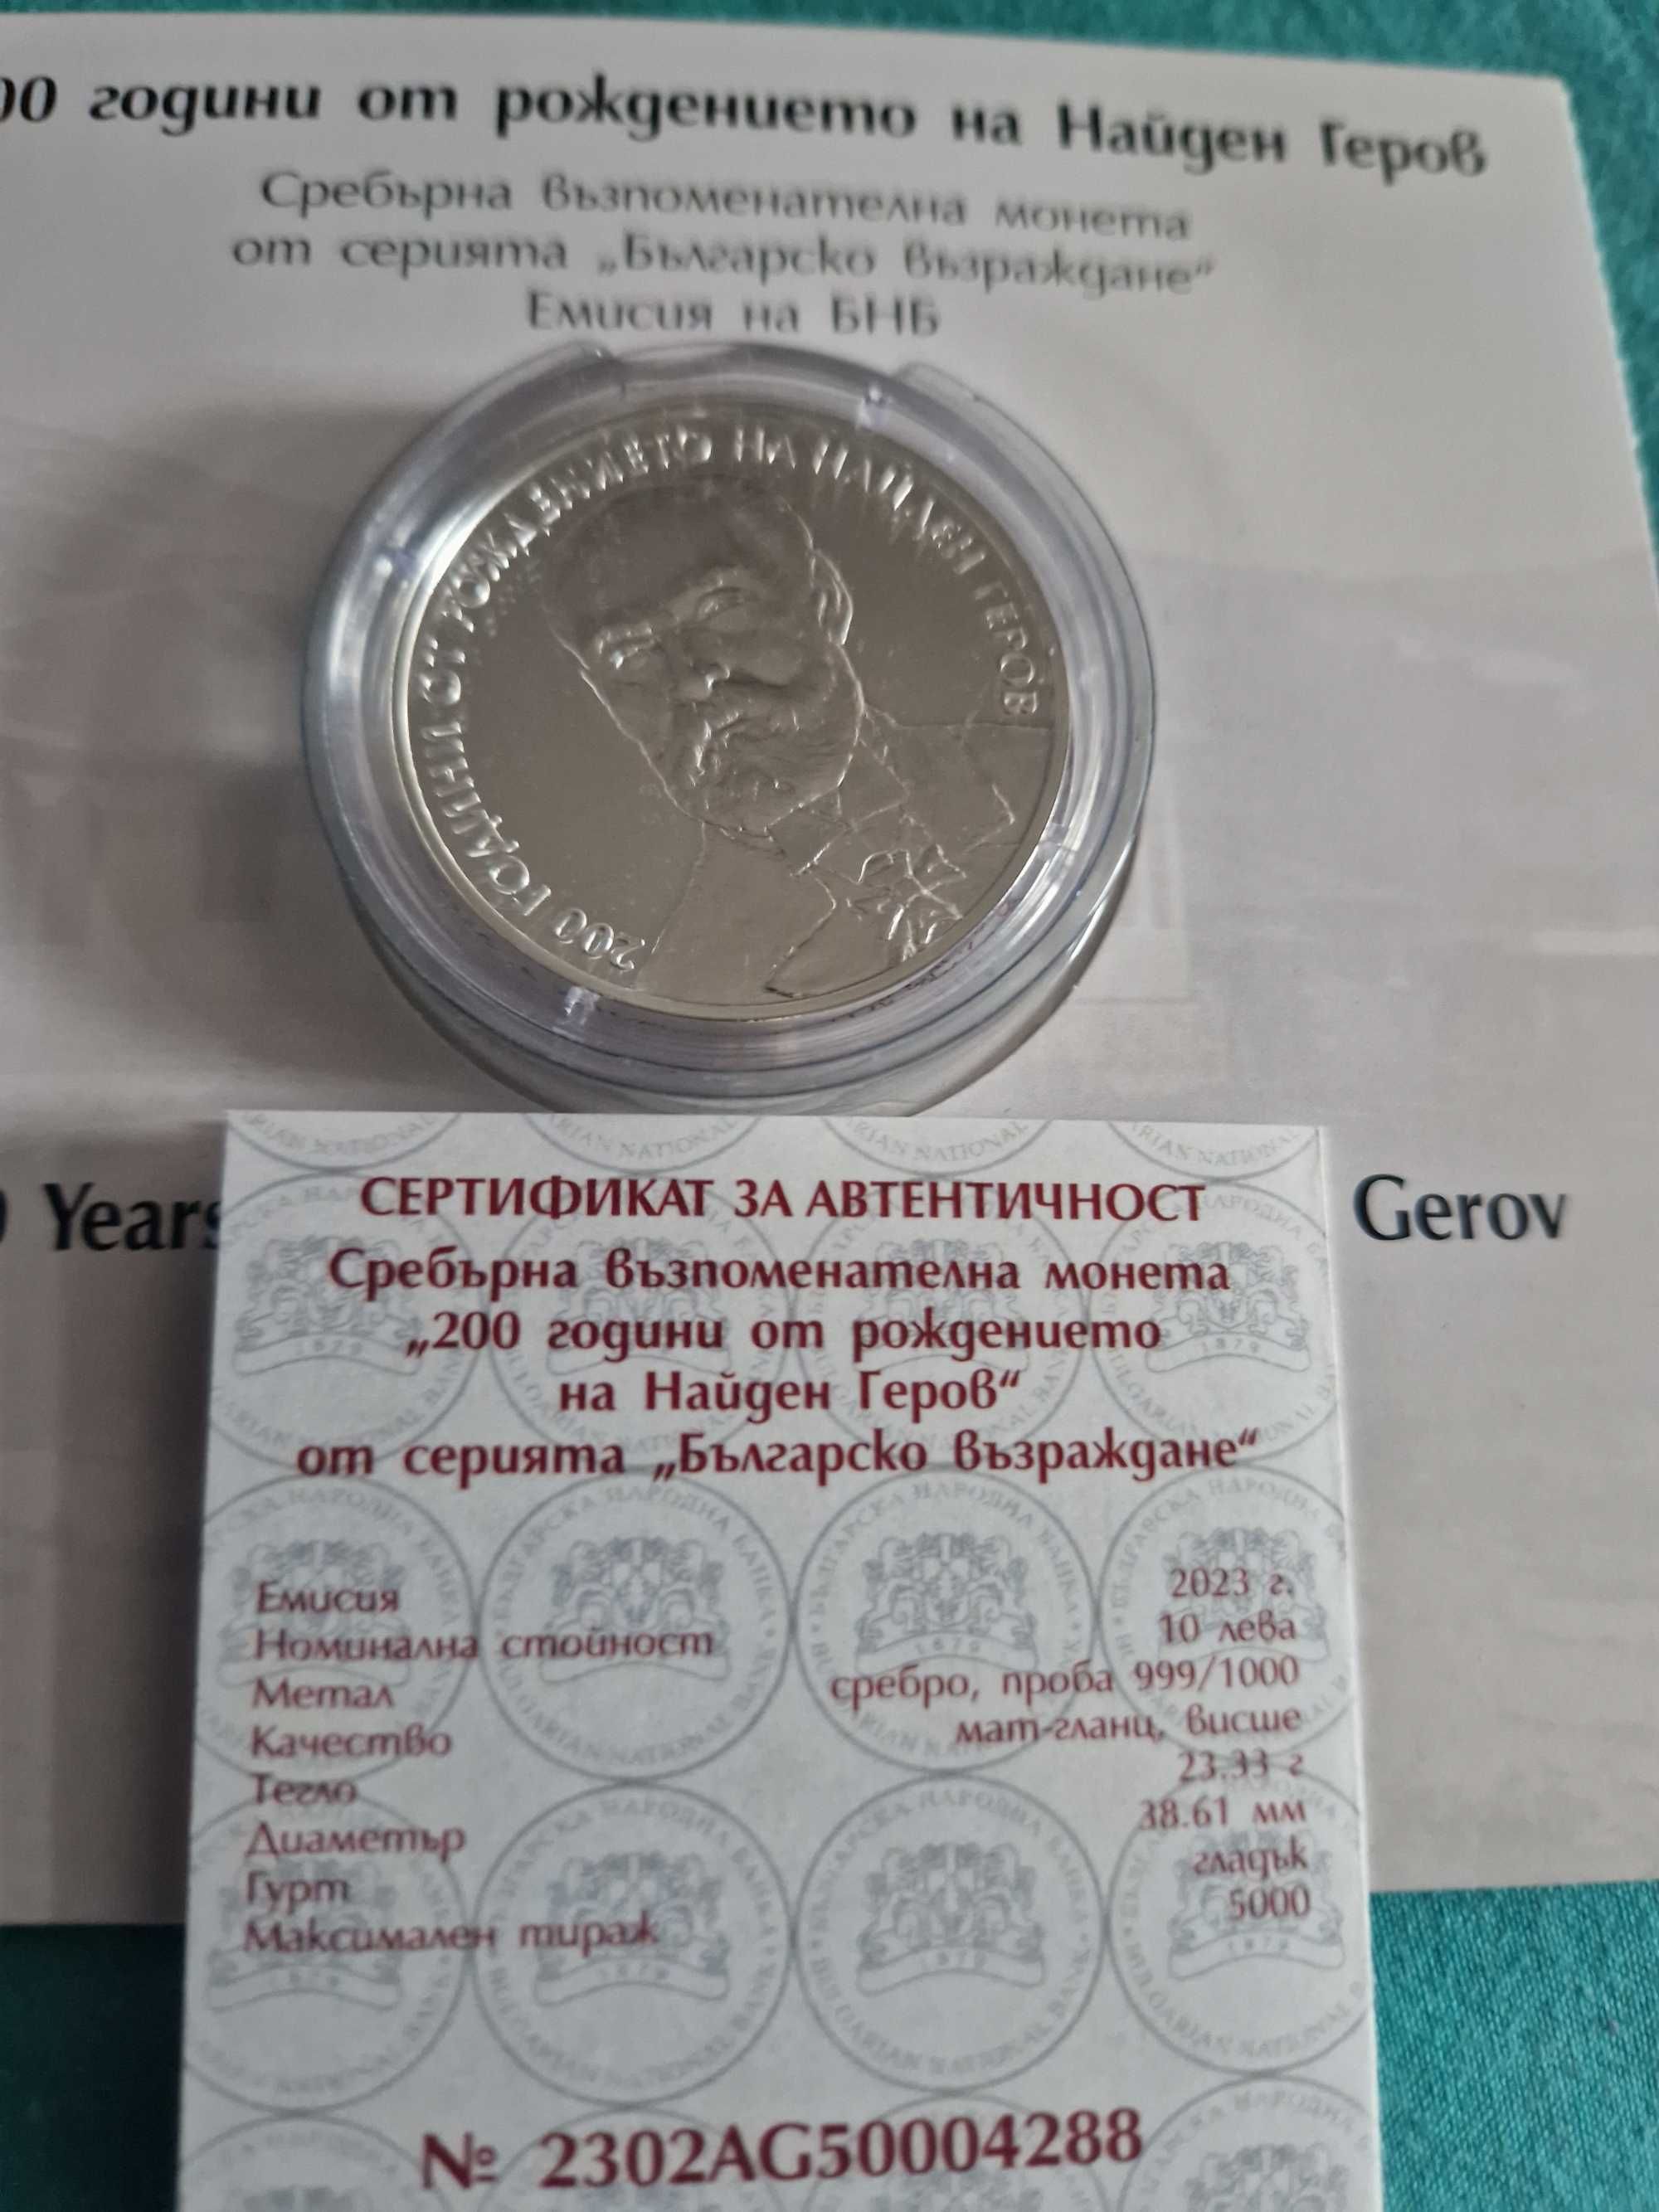 00 години от рождението на Найден Геров
Сребърна възпоменателна монета
от серията „Българско възраждане“
Емисия на БНБ
200 ГОДИНИ ОТ РОЖДЕНИЕТО НА НАЙДЕН ГЕРОВ
Years Gerov
СЕРТИФИКАТ ЗА АВТЕНТИЧНОСТ
Сребърна възпоменателна монета
„200 години от рождението
на Найден Геров“
от серията „Българско възраждане“
Емисия 2023 г.
Номинална стойност 10 лева
Метал сребро, проба 999/1000
Качество мат-гланц, висше
Тегло 23.33 г
Диаметър 38.61 мм
Гурт гладък
Максимален тираж 5000
№ 2302AG50004288